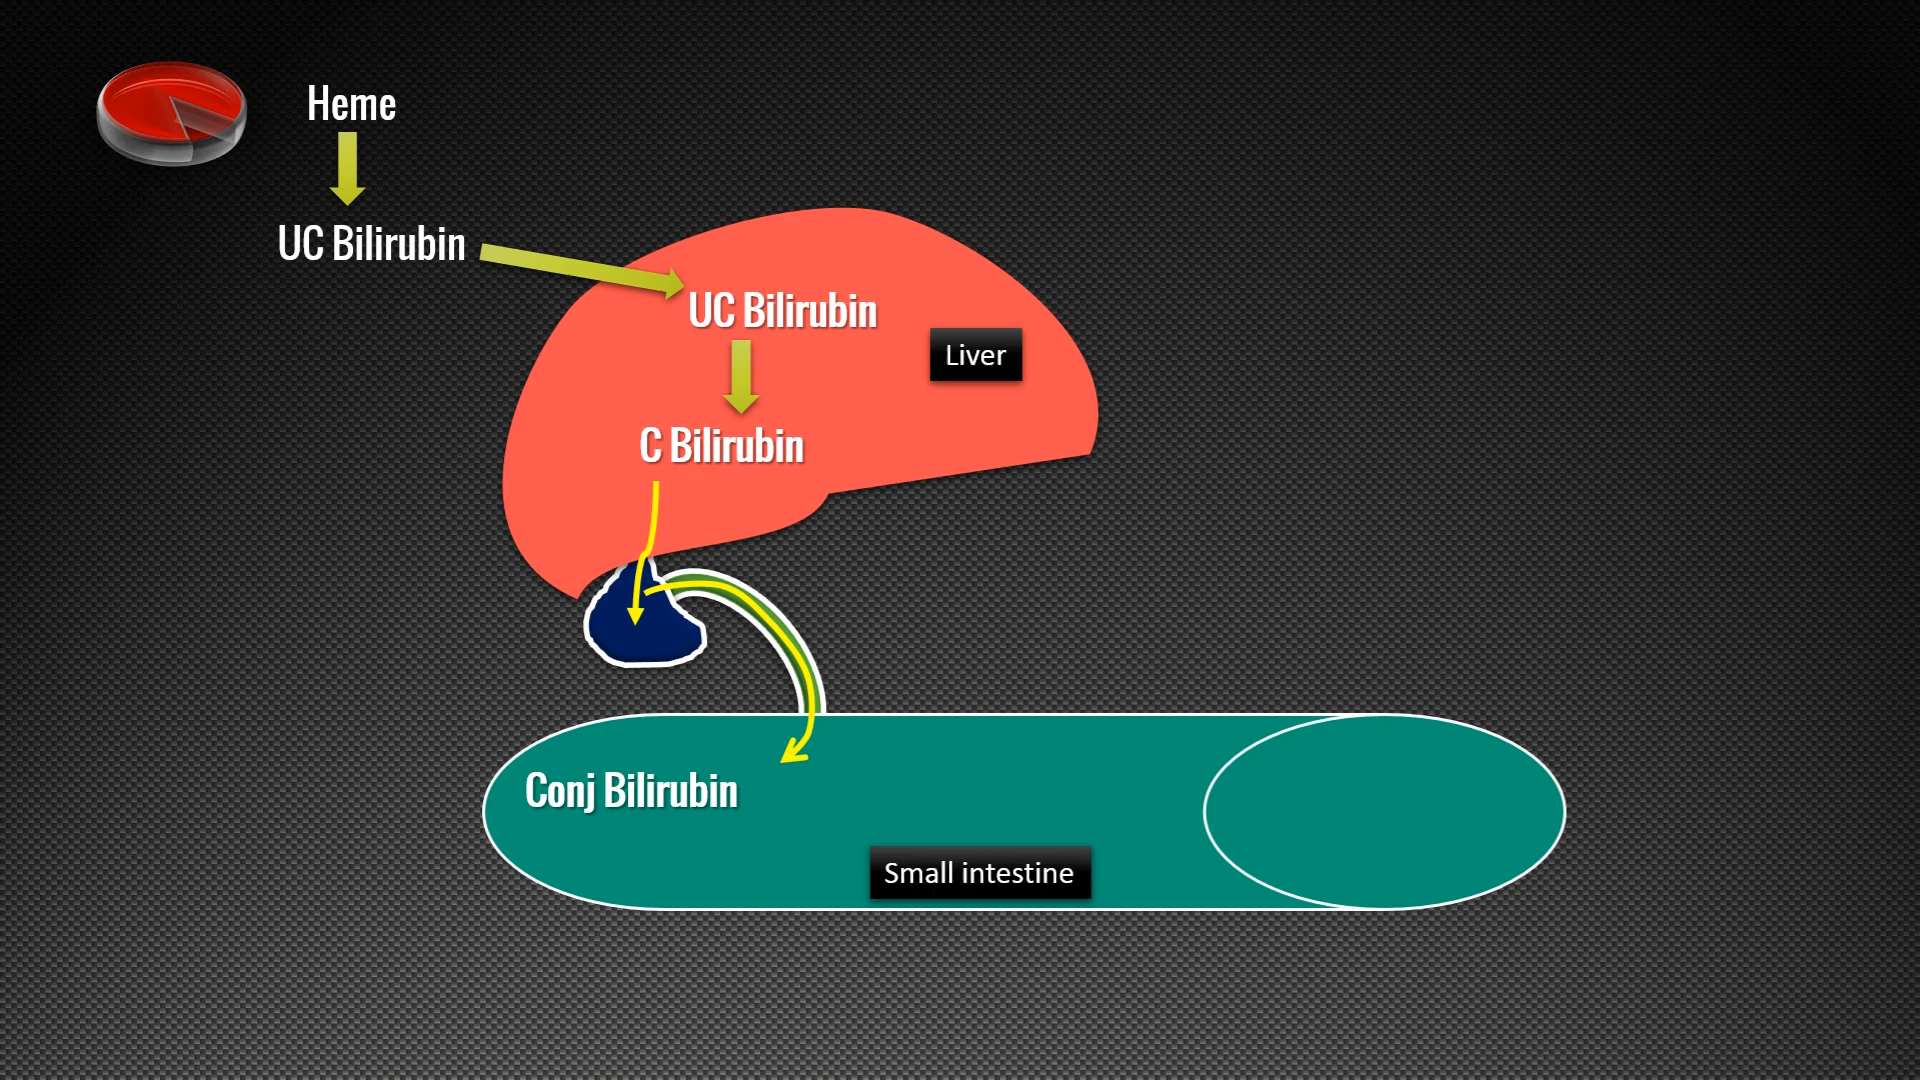 Heme
UC Bilirubin
UC Bilirubin
Liver
C Bilirubin
Conj Bilirubin
Small intestine